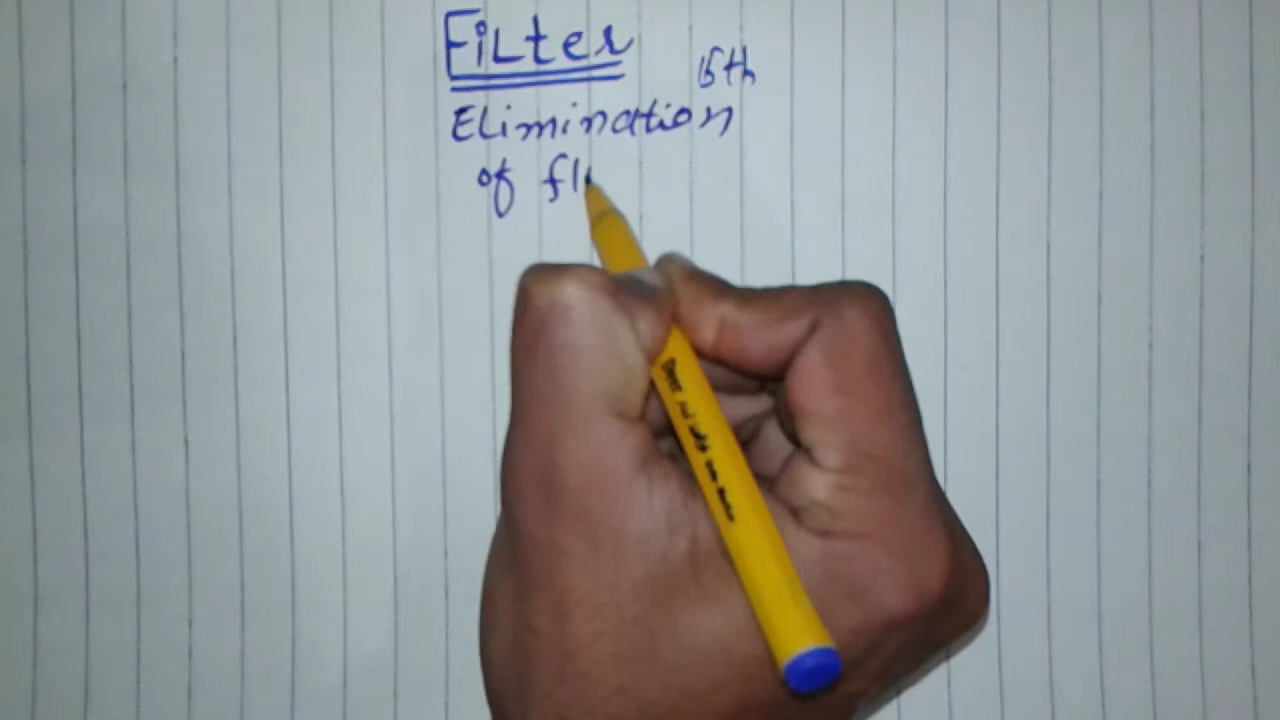 Filter
15th
Elimination
of fl